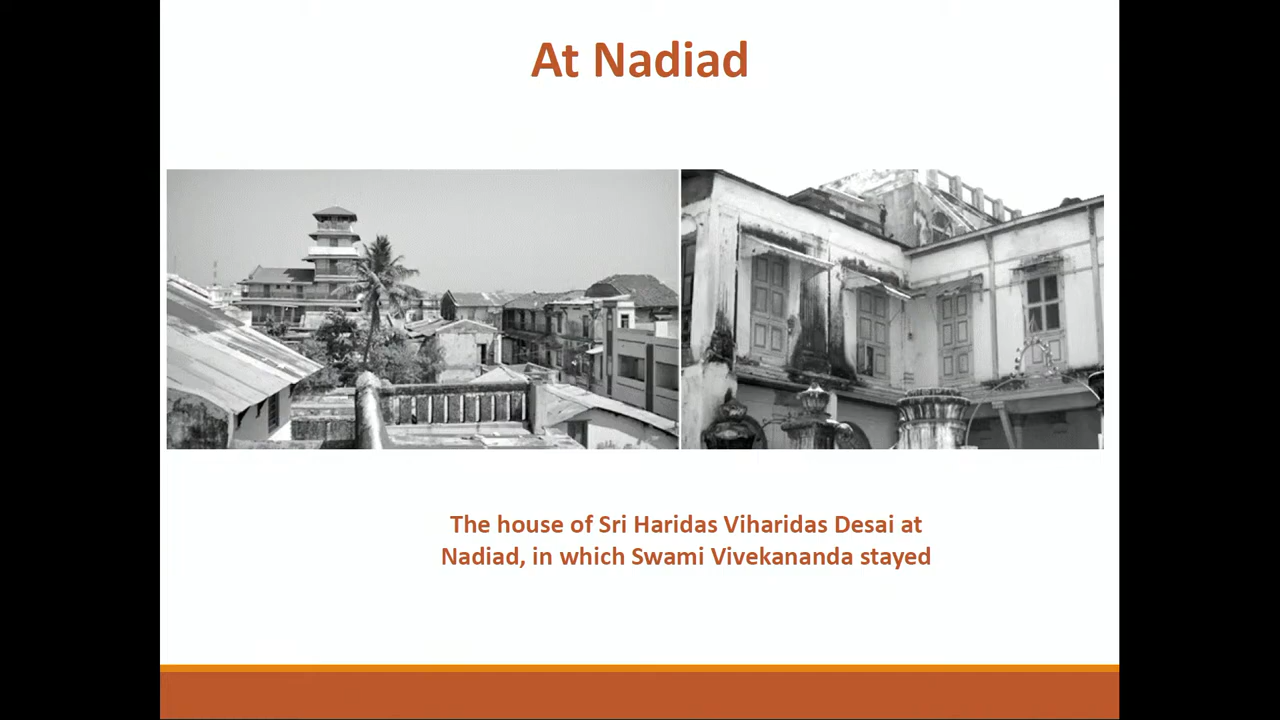 At Nadiad
The house of Sri Haridas Viharidas Desai at
Nadiad, in which Swami Vivekananda stayed